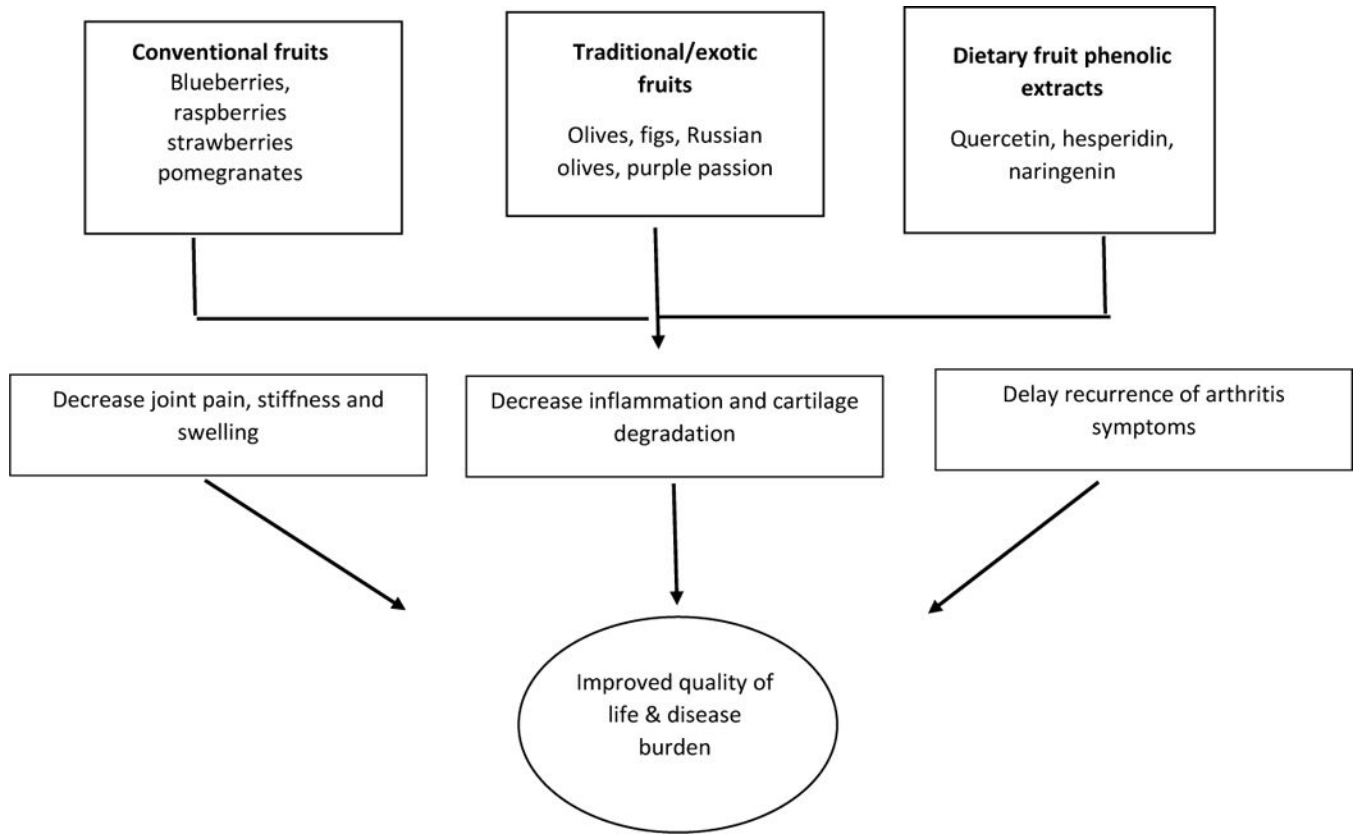 Conventional fruits
Blueberries,
raspberries
strawberries
pomegranates
Traditional/exotic
fruits
Olives, figs, Russian
olives, purple passion
Dietary fruit phenolic
extracts
Quercetin, hesperidin,
naringenin
Decrease joint pain, stiffness and
swelling
Decrease inflammation and cartilage
degradation
Delay recurrence of arthritis
symptoms
Improved quality of
life & disease
burden